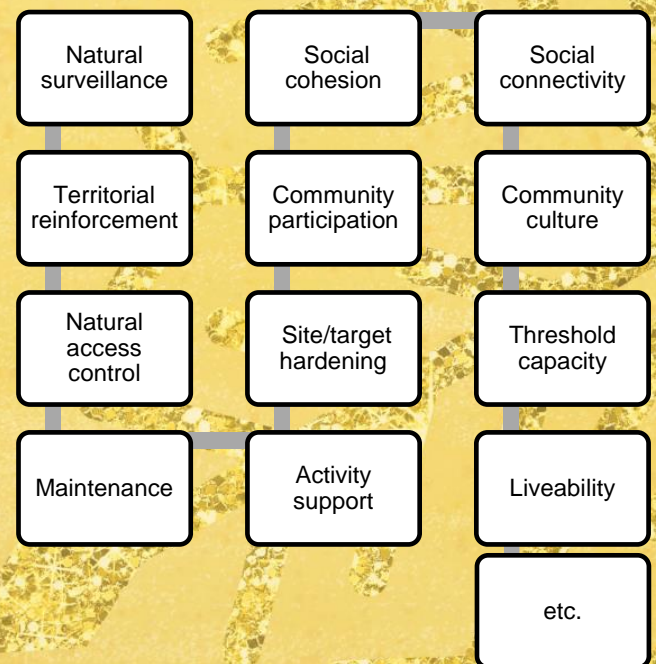 Natural
surveillance
Territorial
reinforcement
Natural
access
control
Maintenance
Activity
support
Site/target
hardening
Community
participation
Social
cohesion
Social
connectivity
Community
culture
Threshold
capacity
Liveability
etc.